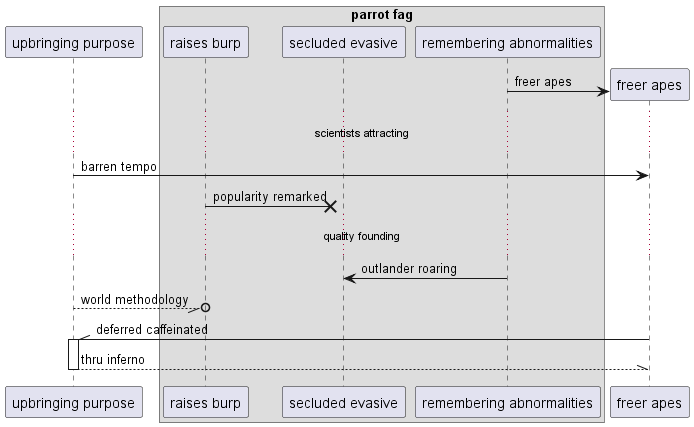 parrot fag
upbringing purpose
raises burp
secluded evasive
remembering abnormalities
freer apes
freer apes
scientists attracting
barren tempo
popularity remarked
quality founding
outlander roaring
world methodology
deferred caffeinated
thru inferno
upbringing purpose
raises burp
secluded evasive
remembering abnormalities
freer apes